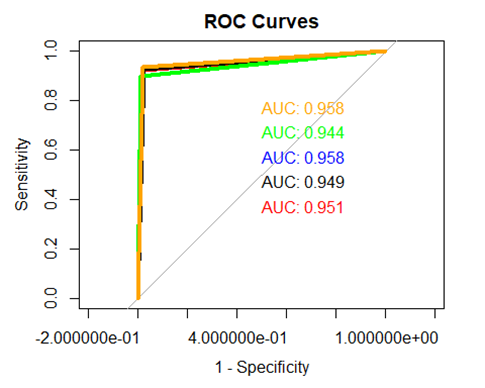 ROC Curves
1.0
0.8
0.6
0.4
0.2
0.0
Sensitivity
AUC: 0.958
AUC: 0.944
AUC: 0.958
AUC: 0.949
AUC: 0.951
-2.000000e-01 4.000000e-01 1.000000e+00
1 - Specificity